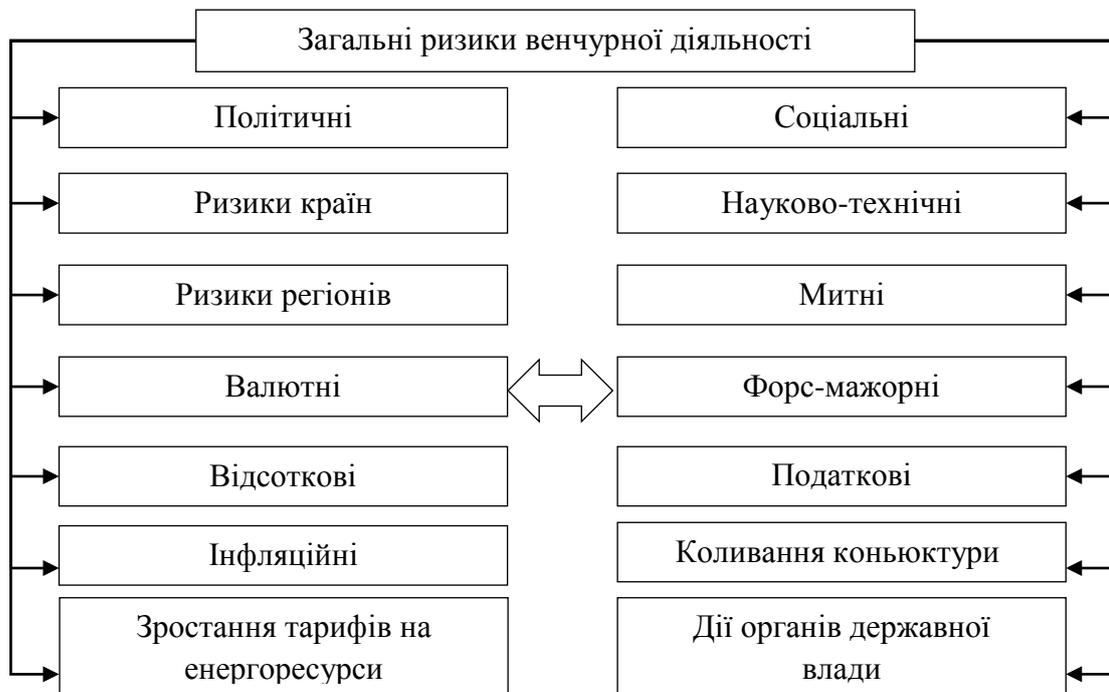 Загальні ризики венчурної діяльності
Політичні
Соціальні
Ризики країн
Науково-технічні
Ризики регіонів
Митні
Валютні
Форс-мажорні
Відсоткові
Податкові
Інфляційні
Коливання коньюктури
Зростання тарифів на
енергоресурси
Дії органів державної
влади